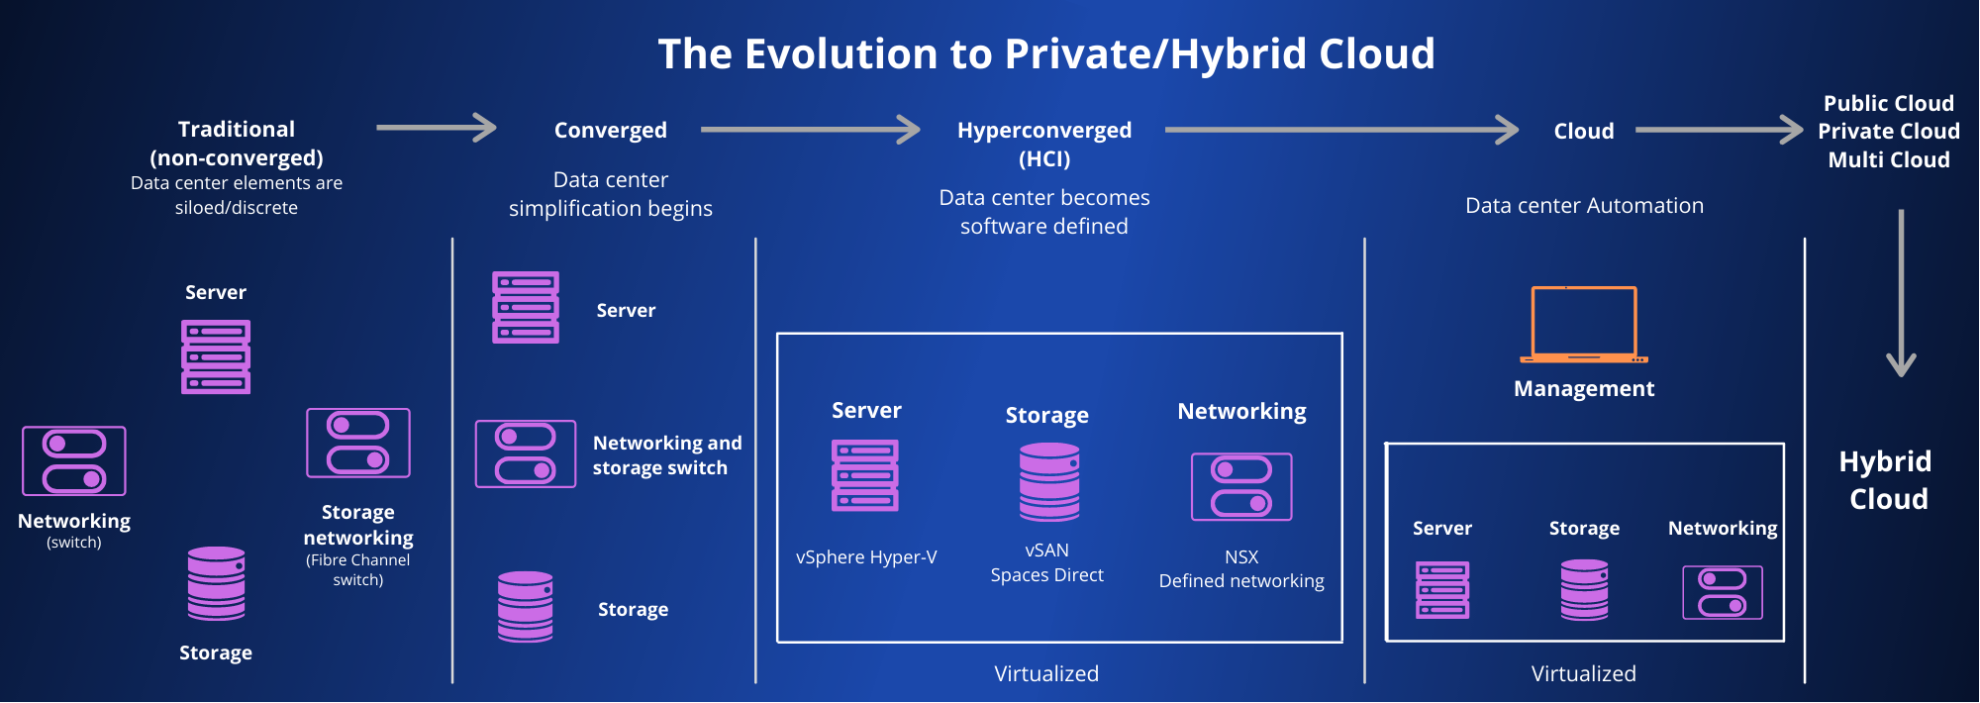 The Evolution to Private/Hybrid Cloud
Traditional
(non-converged)
Data center elements are
siloed/discrete
Server
Networking
(switch)
Storage
networking
(Fibre Channel
switch)
Storage
Converged
Data center
simplification begins
Server
Networking and
storage switch
Storage
Hyperconverged
(HCI)
Data center becomes
software defined
Server
vSphere Hyper-V
Storage
vSAN
Spaces Direct
Networking
NSX
Defined networking
Virtualized
Cloud
Data center Automation
Management
Server
Storage
Networking
Virtualized
Public Cloud
Private Cloud
Multi Cloud
Hybrid
Cloud